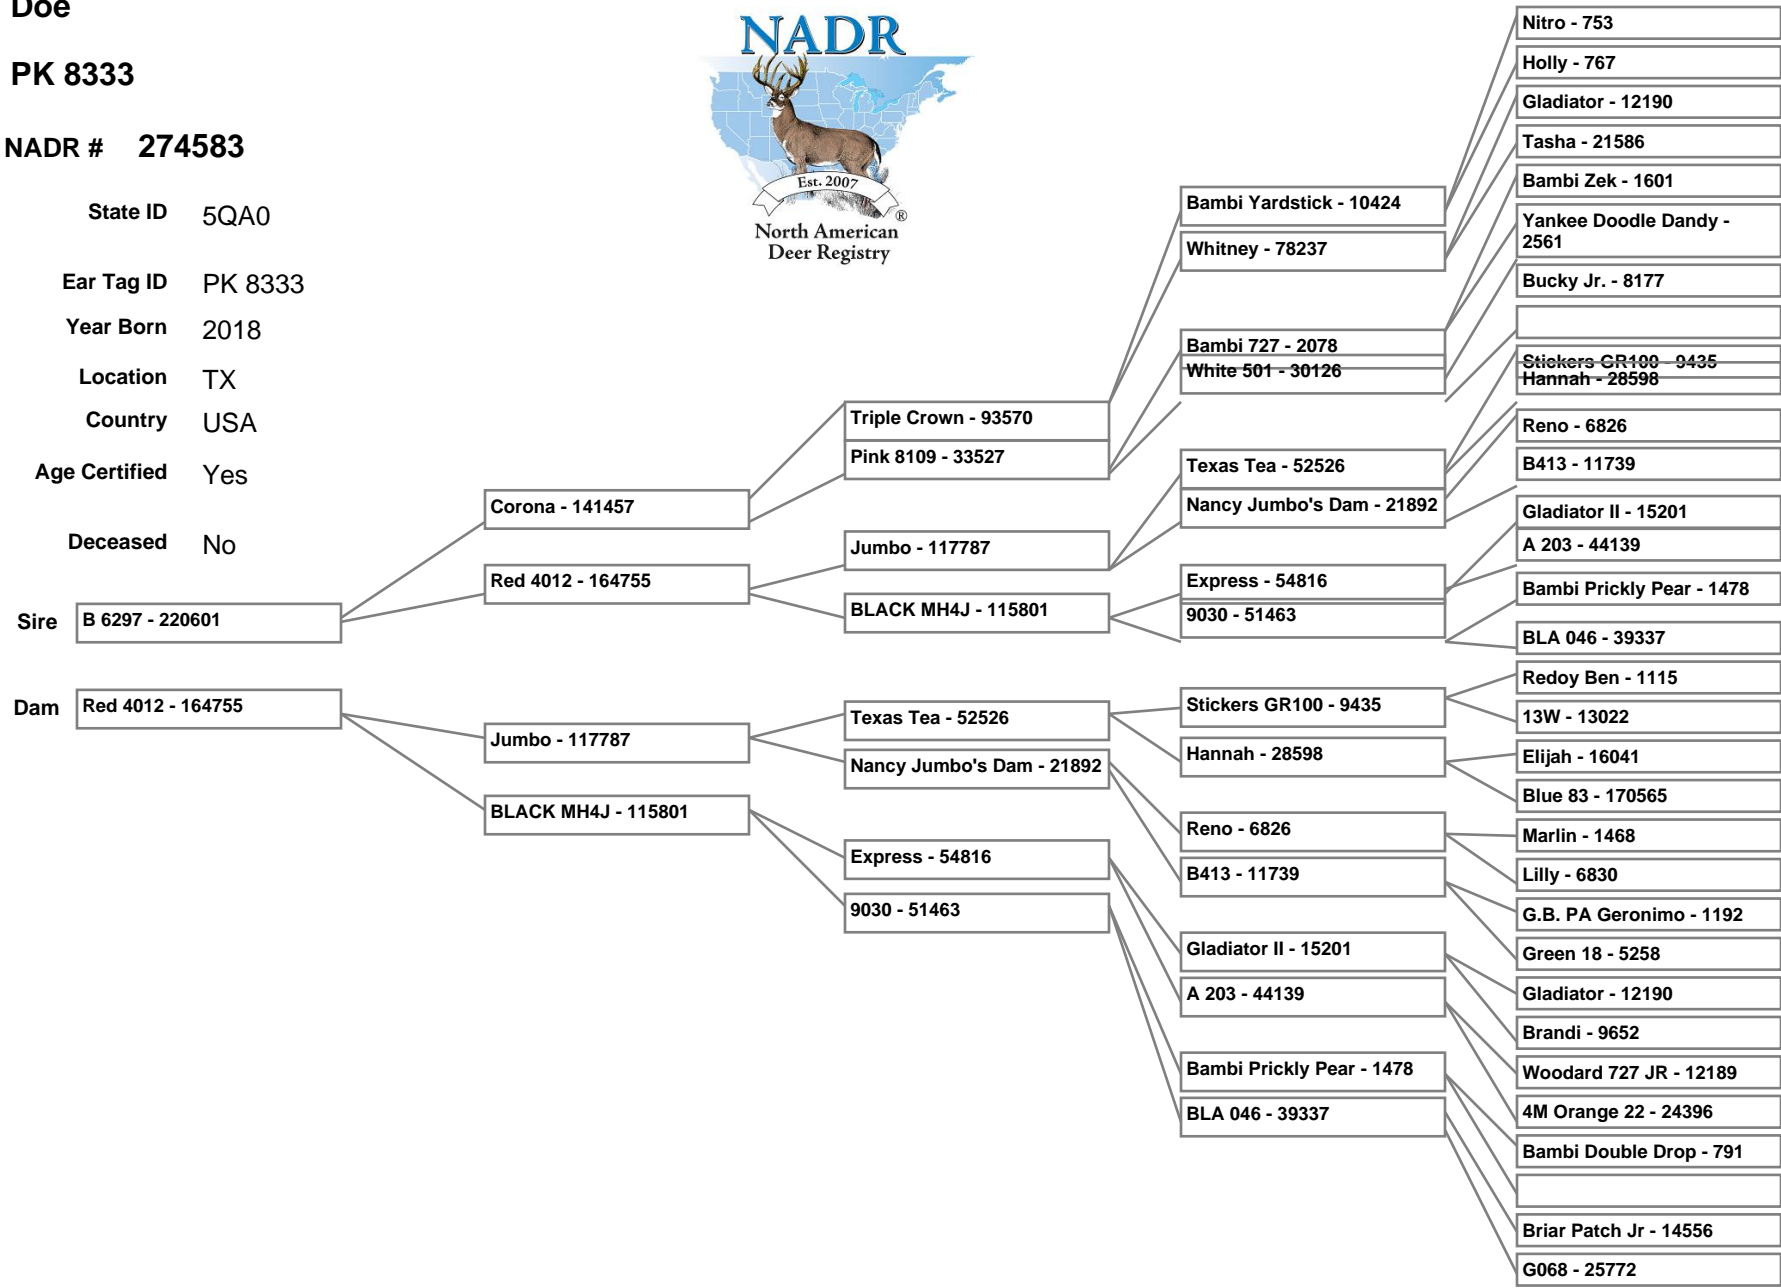 Doe
PK 8333
NADR # 274583
State ID 5QA0
Ear Tag ID PK 8333
Year Born 2018
Location TX
Country USA
Age Certified Yes
Deceased No
NADR
Est. 2007
®
North American
Deer Registry
Sire B 6297 - 220601
Dam Red 4012 - 164755
Corona - 141457
Red 4012 - 164755
Jumbo - 117787
BLACK MH4J - 115801
Triple Crown - 93570
Pink 8109 - 33527
Jumbo - 117787
BLACK MH4J - 115801
Texas Tea - 52526
Nancy Jumbo's Dam - 21892
Express - 54816
9030 - 51463
Bambi Yardstick - 10424
Whitney - 78237
Bambi 727 - 2078
White 501 - 30126
Texas Tea - 52526
Nancy Jumbo's Dam - 21892
Express - 54816
9030 - 51463
Stickers GR100 - 9435
Hannah - 28598
Reno - 6826
B413 - 11739
Gladiator II - 15201
A 203 - 44139
Bambi Prickly Pear - 1478
BLA 046 - 39337
Nitro - 753
Holly - 767
Gladiator - 12190
Tasha - 21586
Bambi Zek - 1601
Yankee Doodle Dandy -
2561
Bucky Jr. - 8177
Stickers GR100 - 9435
Hannah - 28598
Reno - 6826
B413 - 11739
Gladiator II - 15201
A 203 - 44139
Bambi Prickly Pear - 1478
BLA 046 - 39337
Redoy Ben - 1115
13W - 13022
Elijah - 16041
Blue 83 - 170565
Marlin - 1468
Lilly - 6830
G.B. PA Geronimo - 1192
Green 18 - 5258
Gladiator - 12190
Brandi - 9652
Woodard 727 JR - 12189
4M Orange 22 - 24396
Bambi Double Drop - 791
Briar Patch Jr - 14556
G068 - 25772